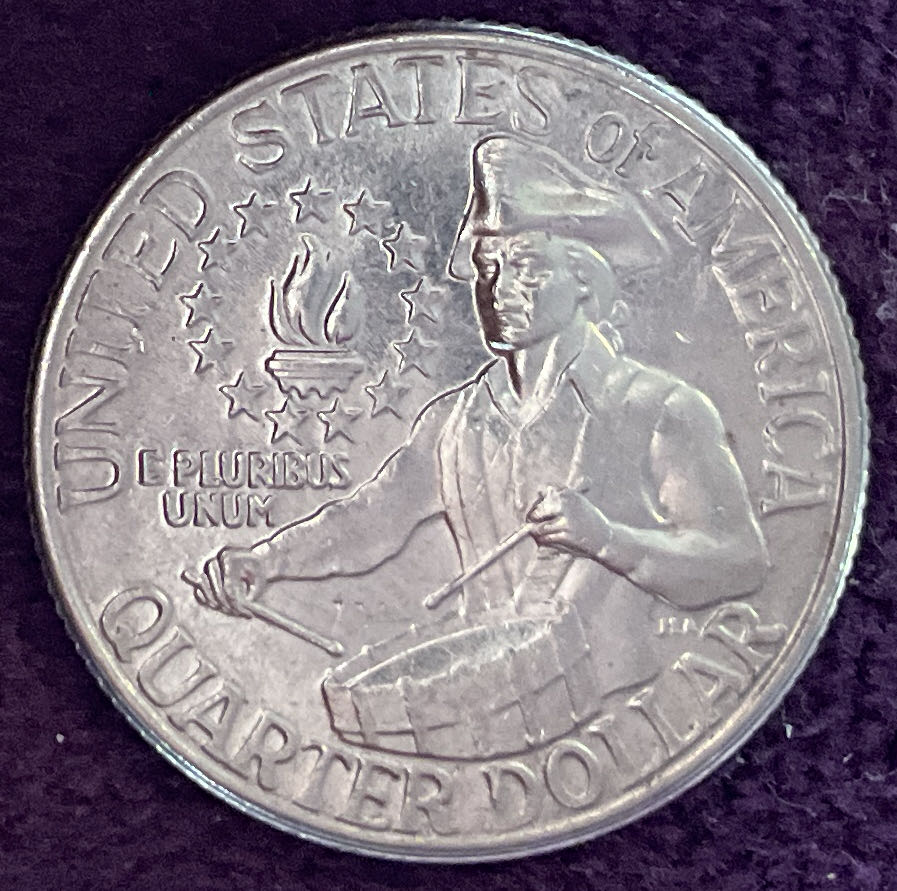 UNITED STATES OF AMERICA
E PLURIBUS
UNUM
QUARTER DOLLAR